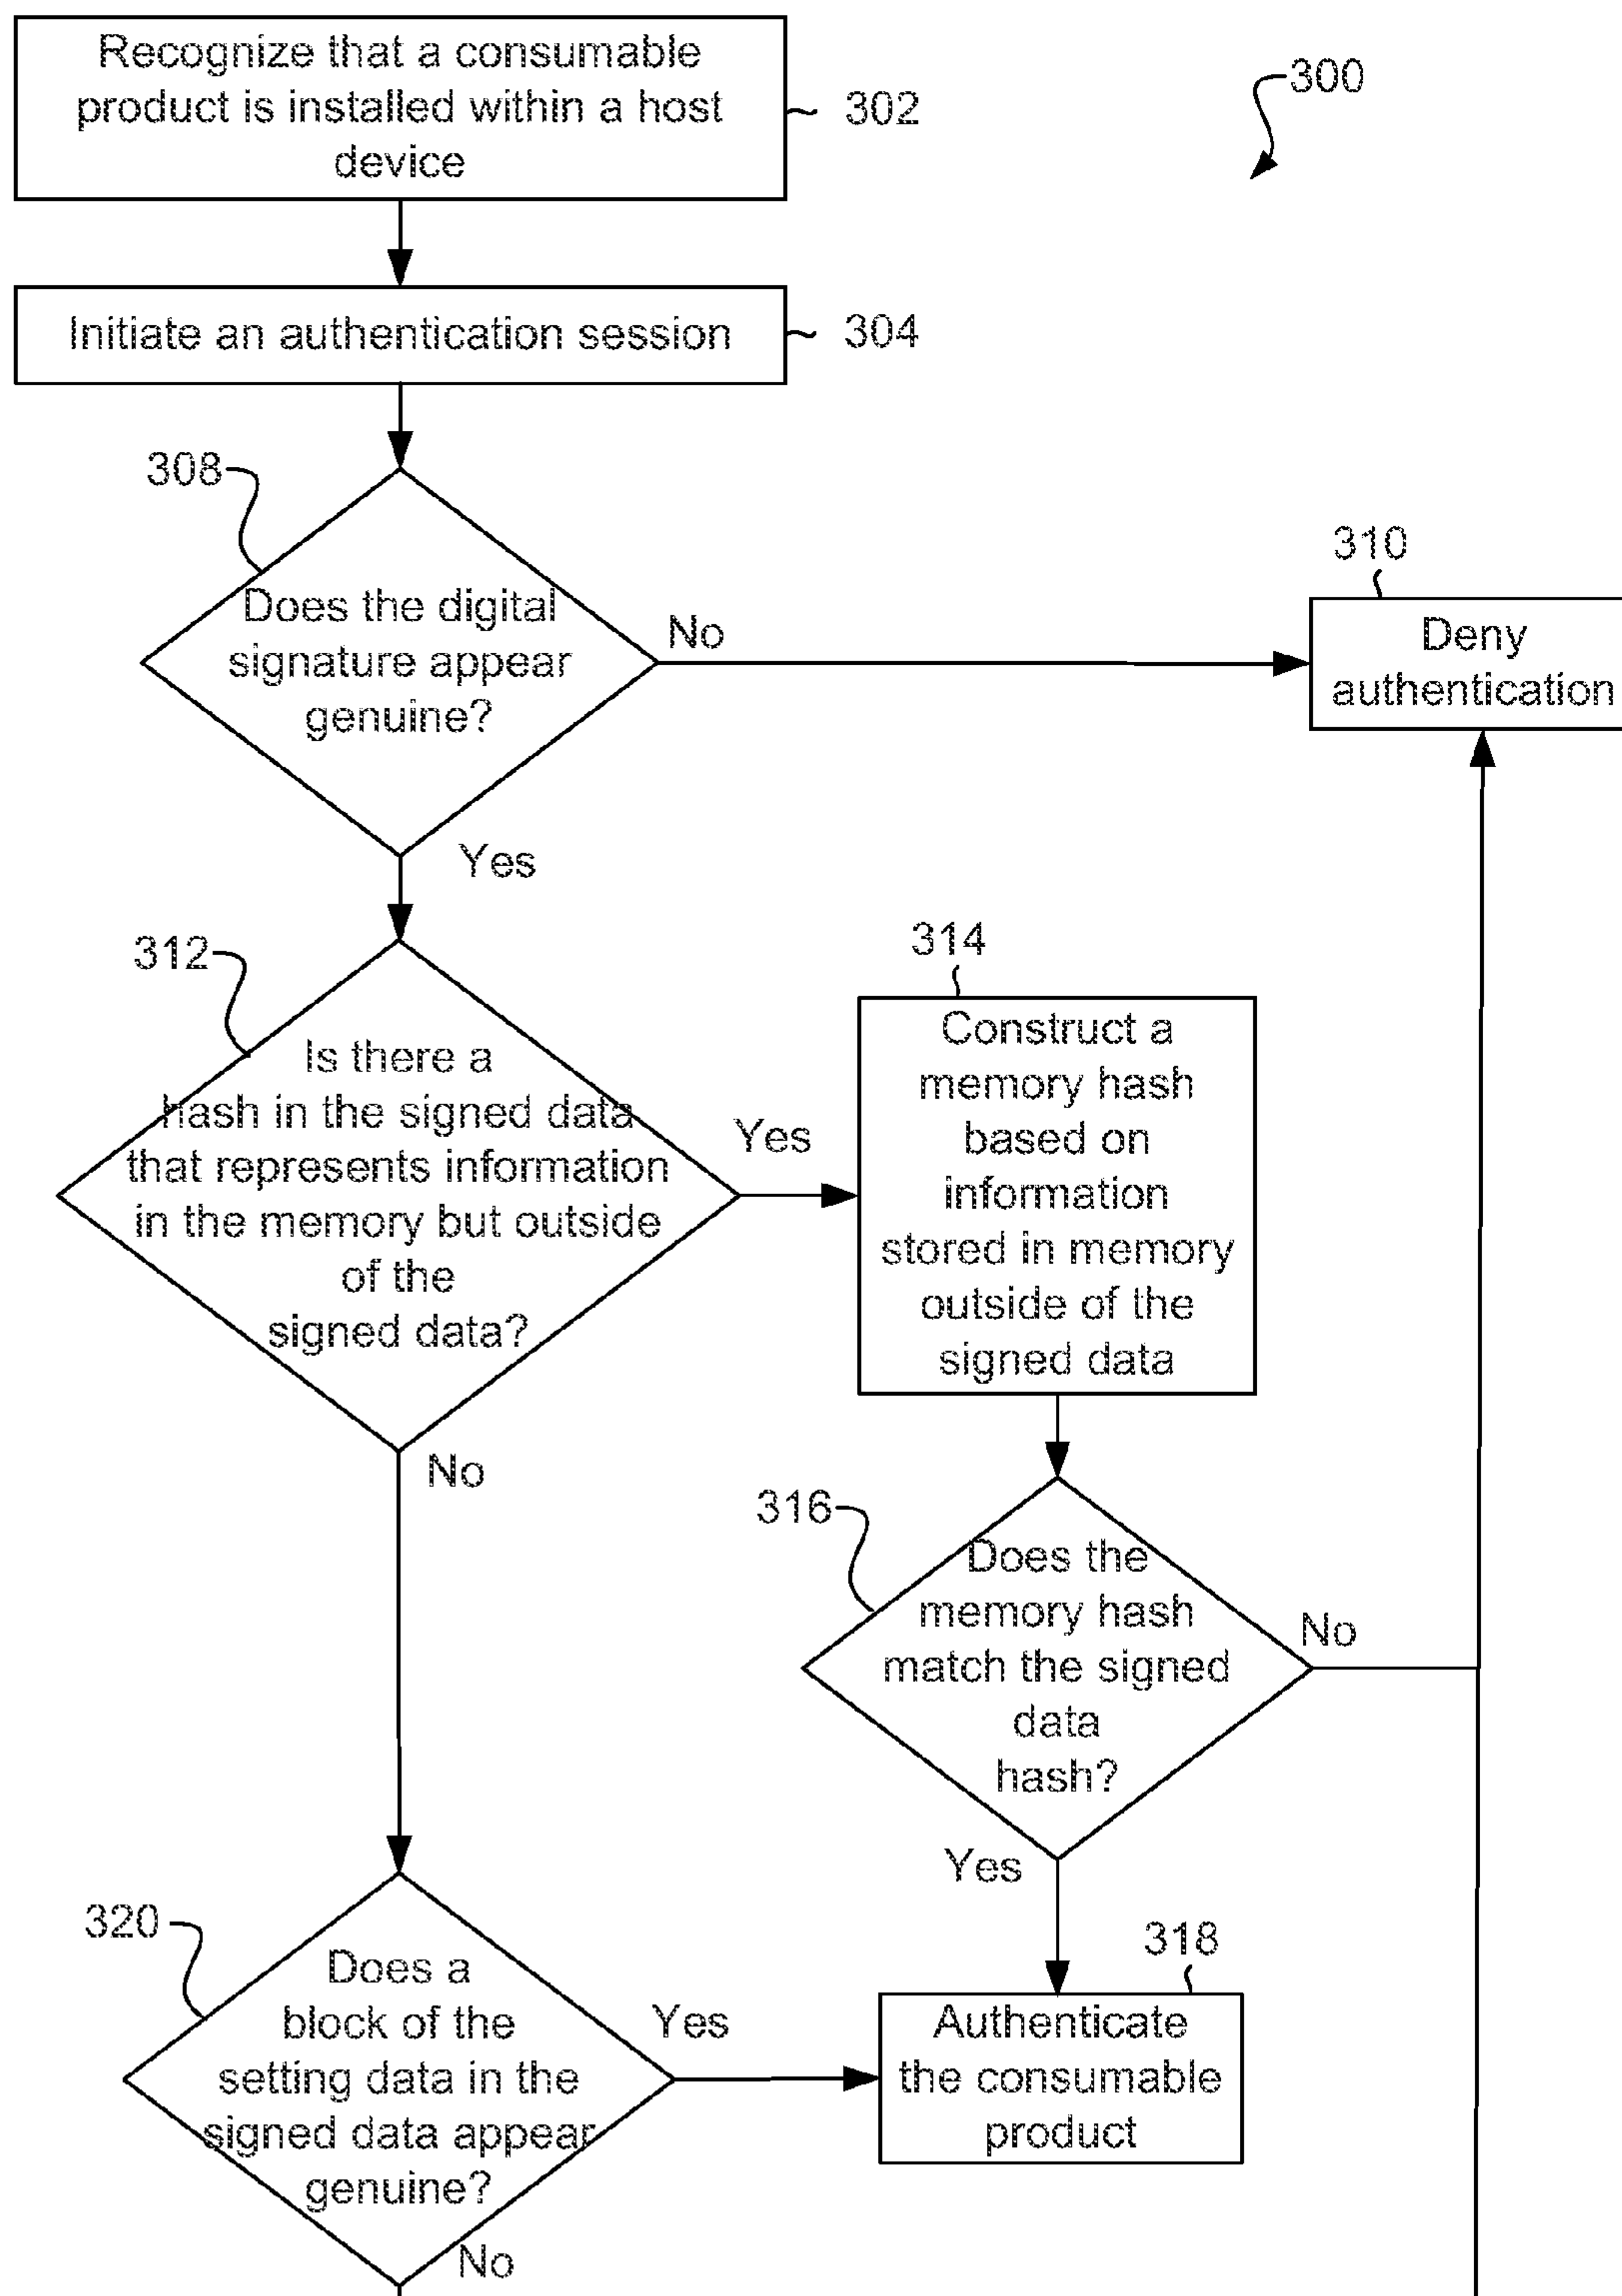 Recognize that a consumable
product is installed within a host
device
302
300
Initiate an authentication session
304
308
Does the digital
signature appear
genuine?
No
Yes
310
Deny
authentication
312
Is there a
hash in the signed data
that represents information
in the memory but outside
of the
signed data?
Yes
No
314
Construct a
memory hash
based on
information
stored in memory
outside of the
signed data
316
Does the
memory hash
match the signed
data
hash?
No
Yes
320
Does a
block of the
setting data in the
signed data appear
genuine?
Yes
No
318
Authenticate
the consumable
product